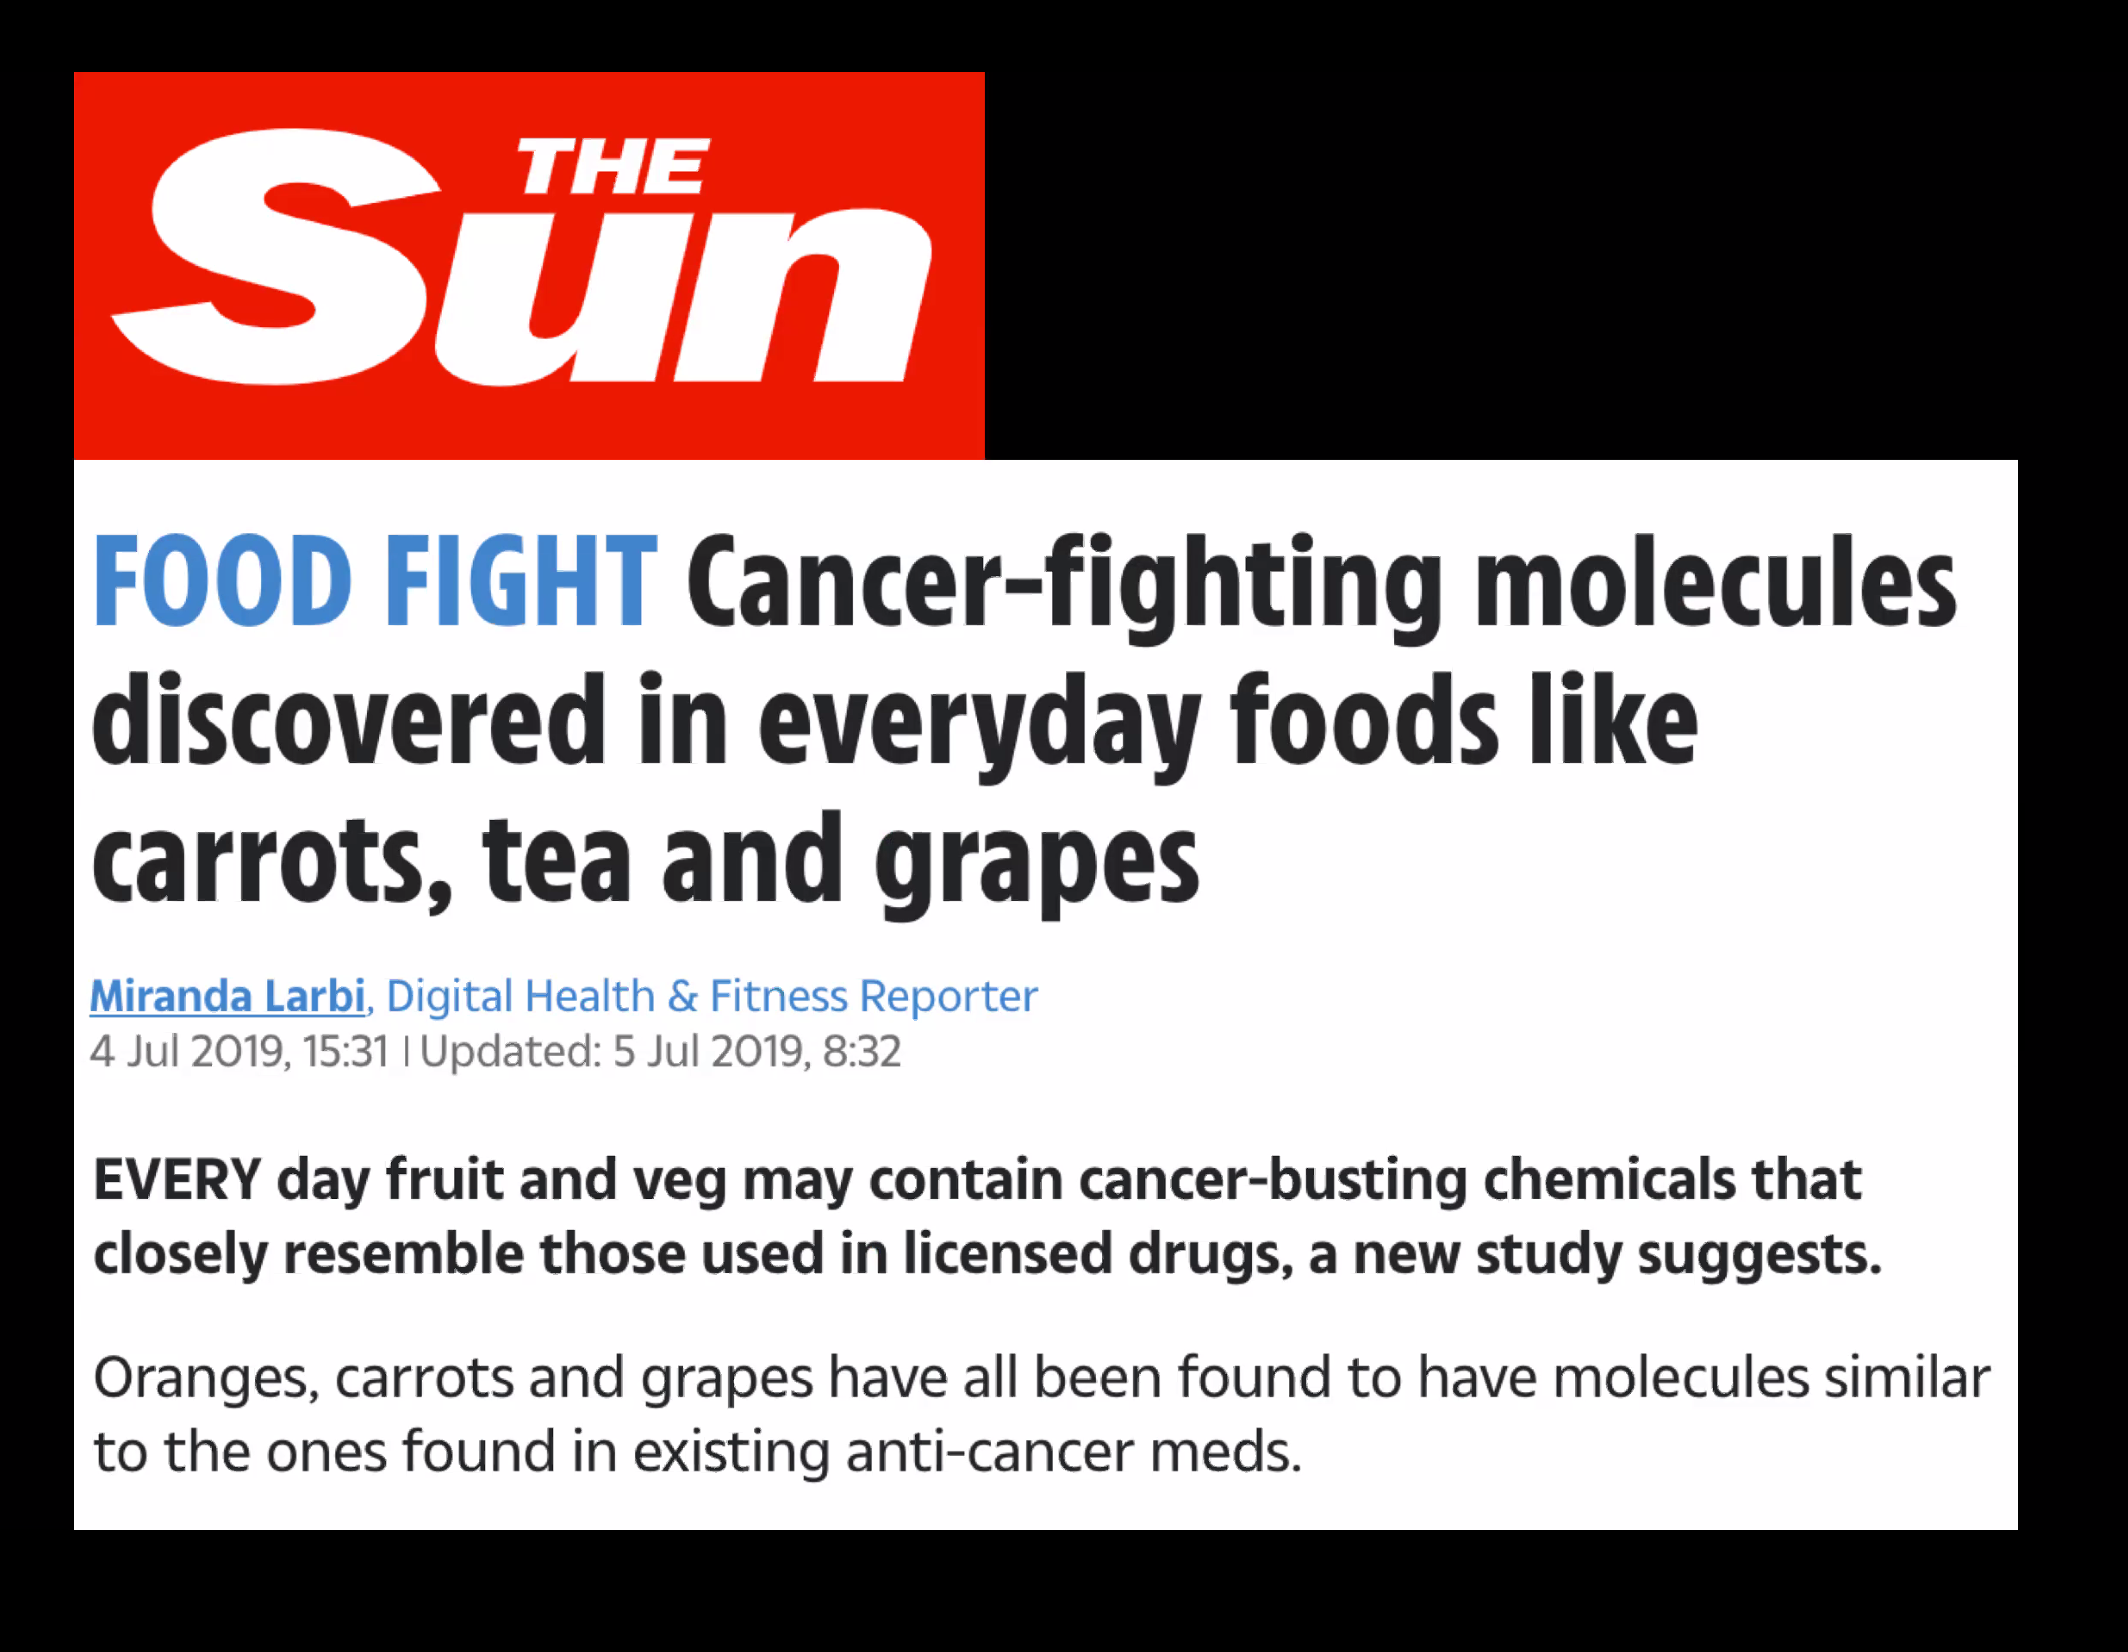 THE
Sun
FOOD FIGHT Cancer-fighting molecules
discovered in everyday foods like
carrots, tea and grapes
Miranda Larbi, Digital Health & Fitness Reporter
4 Jul 2019, 15:31 | Updated: 5 Jul 2019, 8:32
EVERY day fruit and veg may contain cancer-busting chemicals that
closely resemble those used in licensed drugs, a new study suggests.
Oranges, carrots and grapes have all been found to have molecules similar
to the ones found in existing anti-cancer meds.